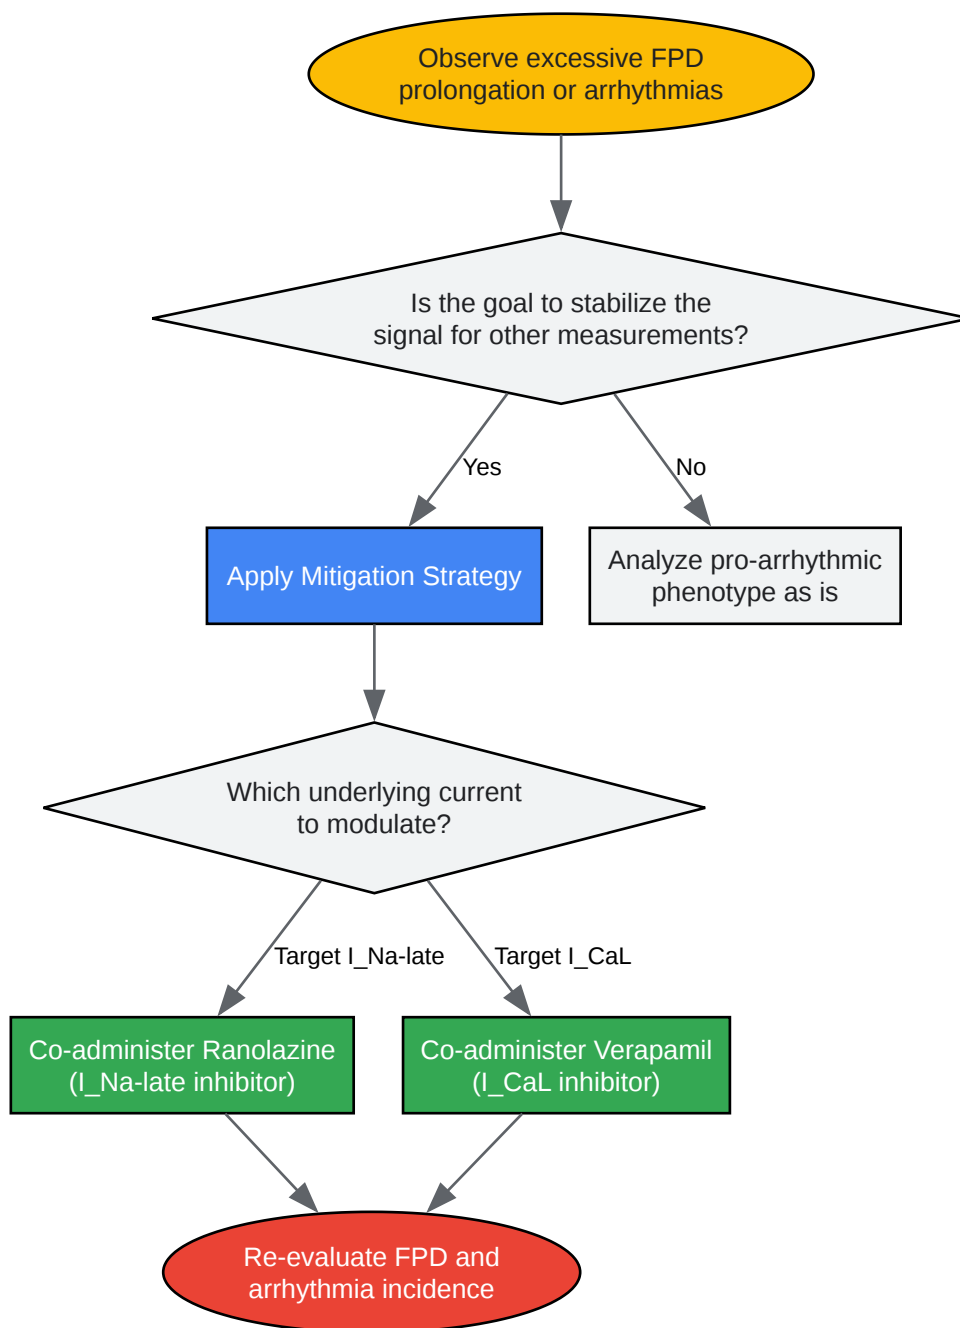 Observe excessive FPD
prolongation or arrhythmias
Is the goal to stabilize the
signal for other measurements?
Yes
No
Apply Mitigation Strategy
Analyze pro-arrhythmic
phenotype as is
Which underlying current
to modulate?
Target I_Na-late
Target I_CaL
Co-administer Ranolazine
(I_Na-late inhibitor)
Co-administer Verapamil
(I_CaL inhibitor)
Re-evaluate FPD and
arrhythmia incidence